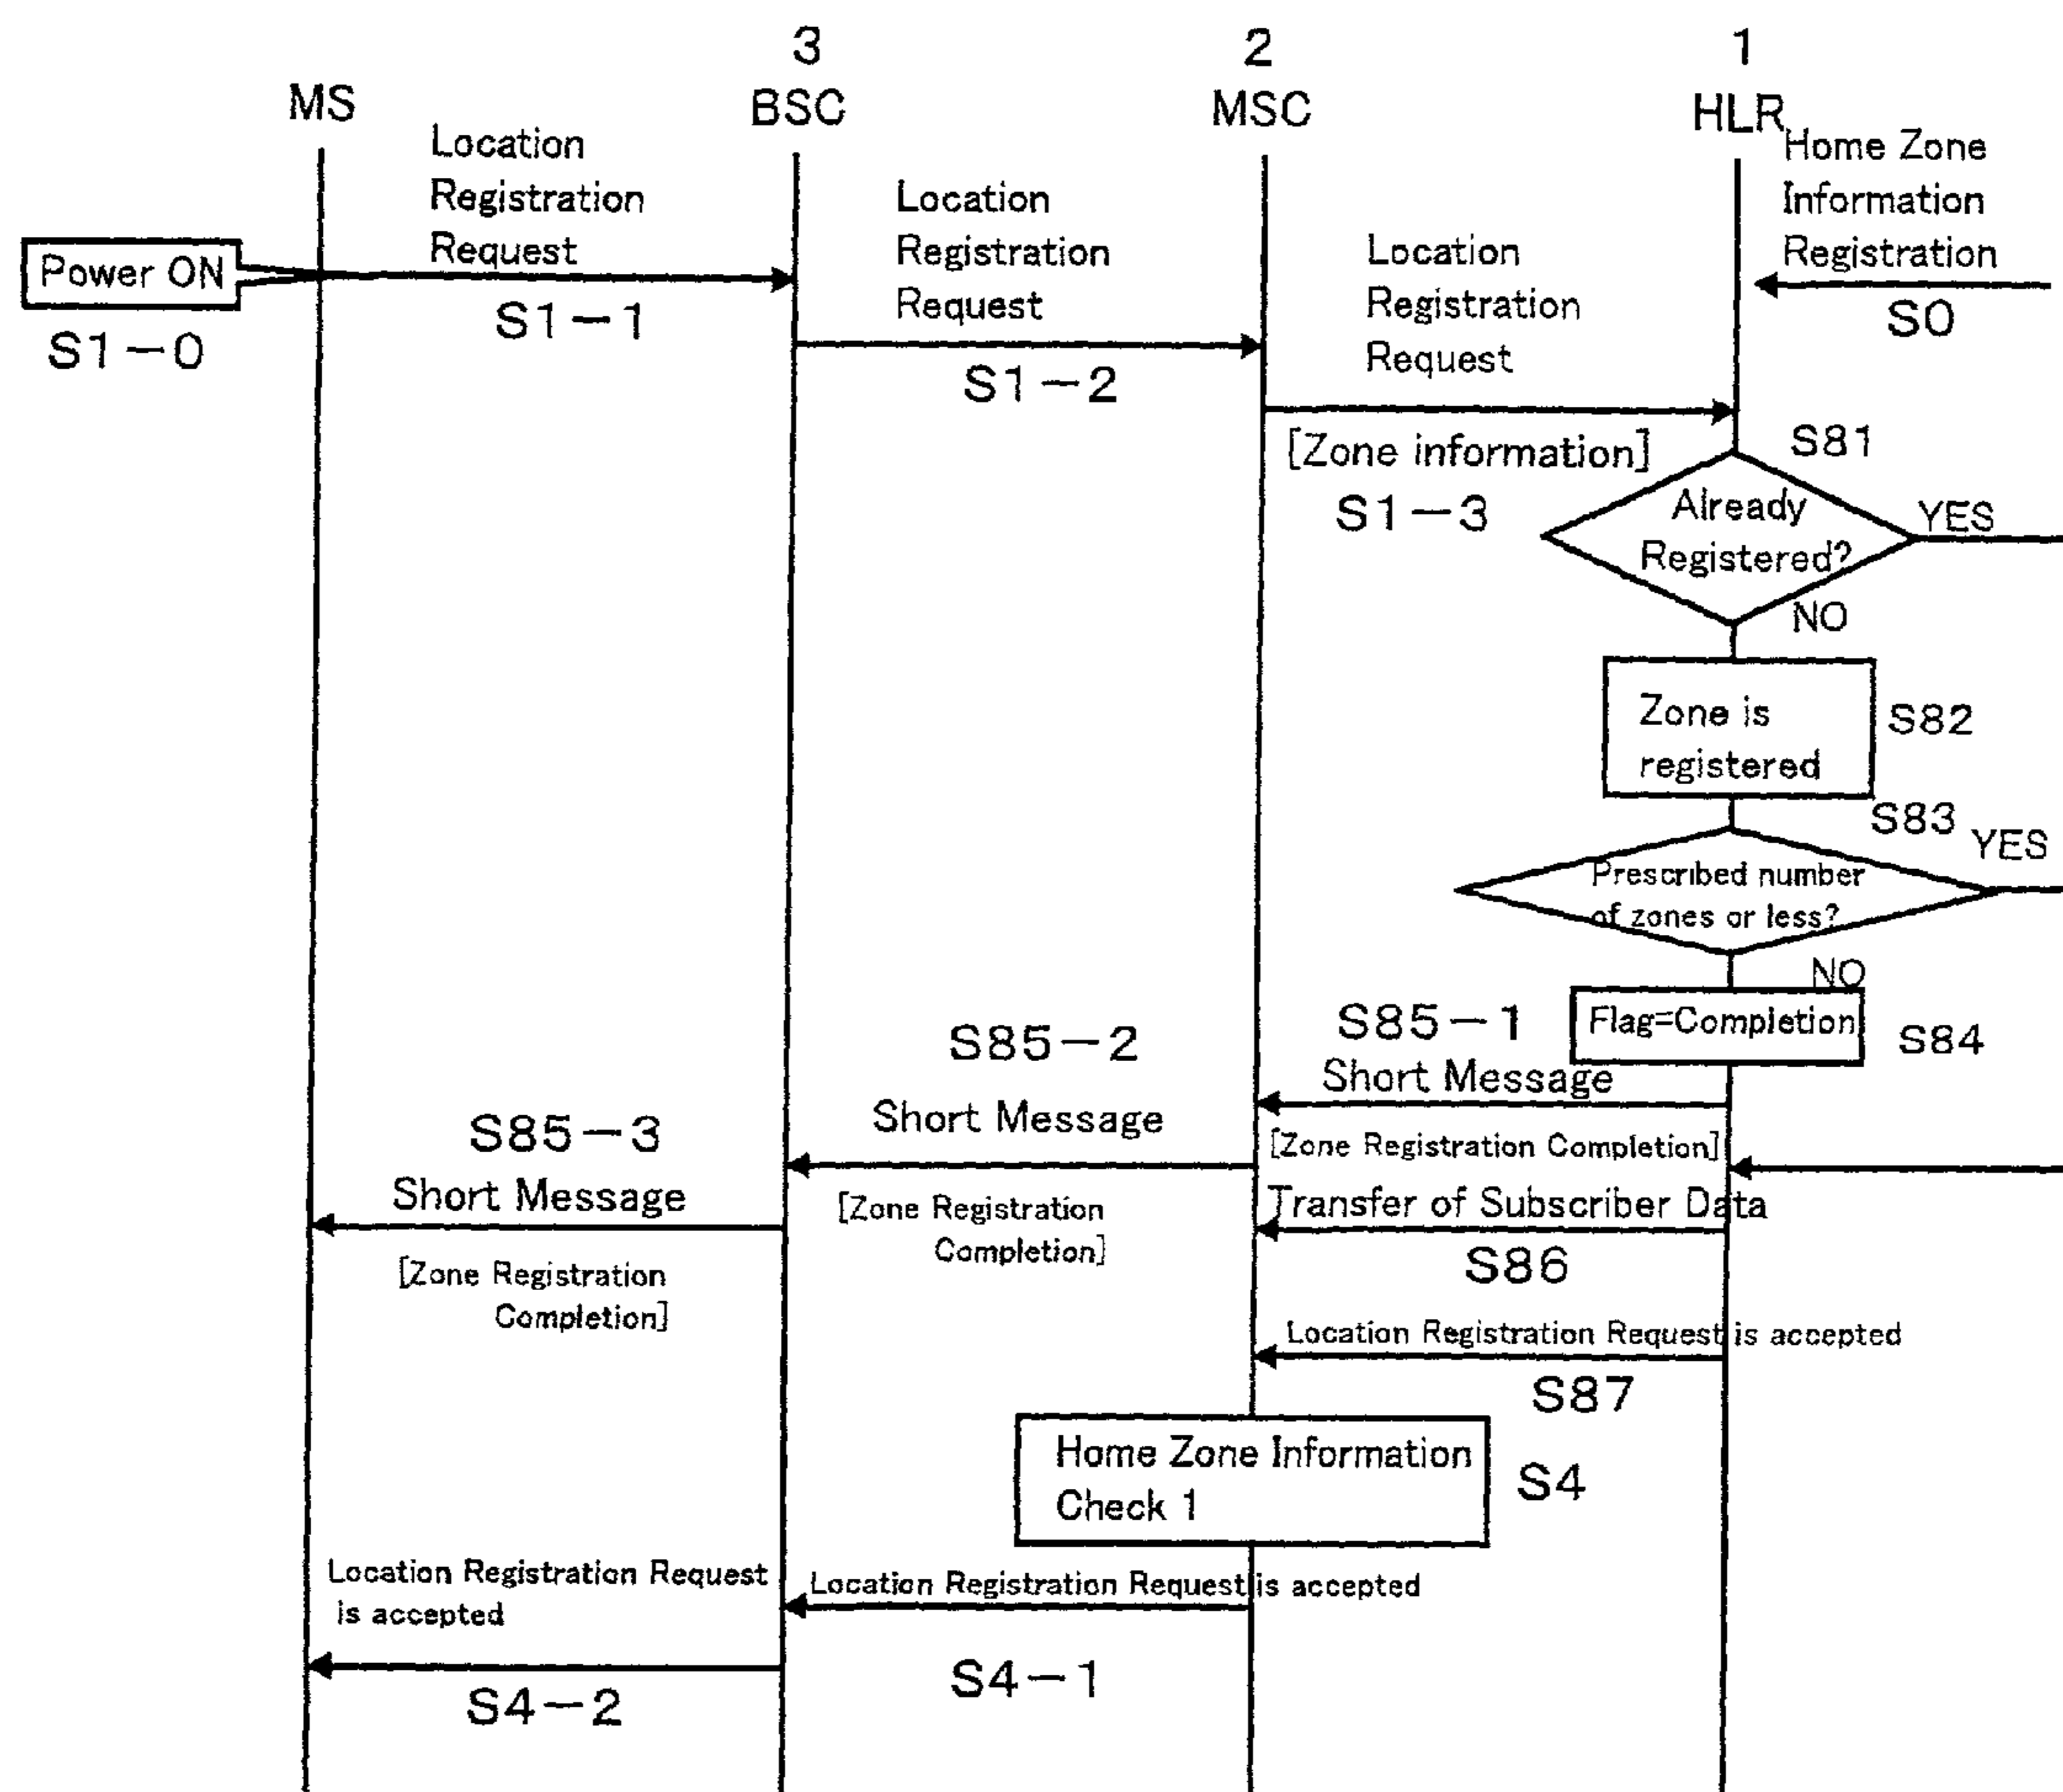 3
2
1
MS
BSC
MSC
HLR
Location
Registration
Request
Location
Registration
Request
Location
Registration
Request
Home Zone
Information
Registration
Power ON
S1-0
S1-1
S1-2
S0
[Zone information]
S1-3
S81
Already
Registered?
YES
NO
Zone is
registered
S82
S83
YES
Prescribed number
of zones or less?
NO
Flag=Completion
S84
S85-1
Short Message
[Zone Registration Completion]
S85-2
Short Message
[Zone Registration
Completion]
S85-3
Short Message
[Zone Registration
Completion]
Transfer of Subscriber Data
S86
Location Registration Request is accepted
S87
Home Zone Information
Check 1
S4
Location Registration Request is accepted
S4-1
Location Registration Request
is accepted
S4-2